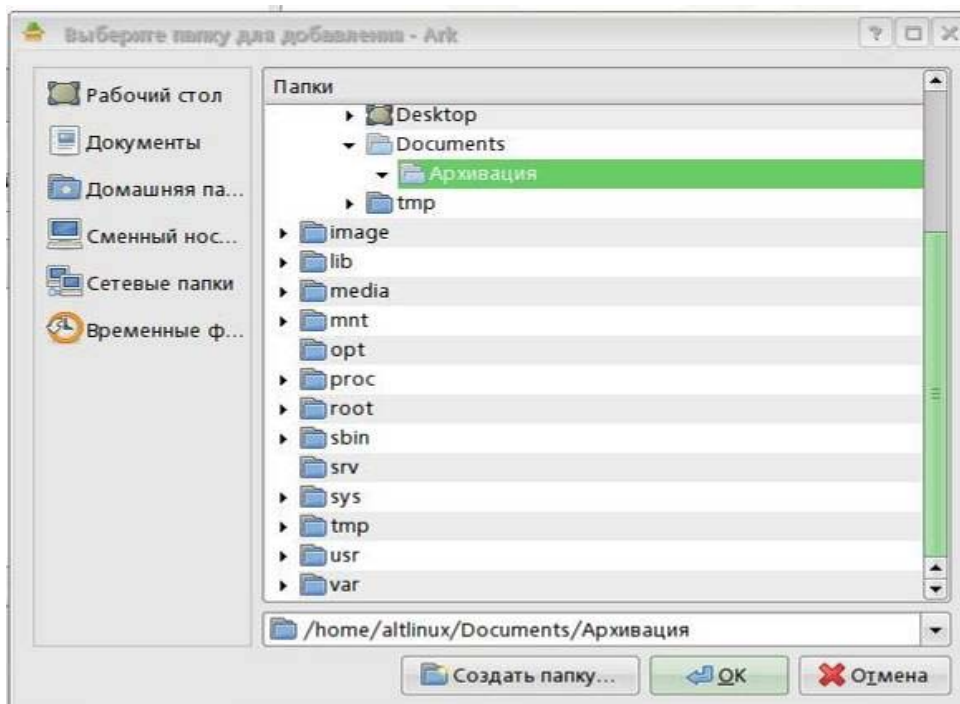 Выберите папку для добавления - Ark
Рабочий стол
Документы
Домашняя па...
Сменный нос...
Сетевые папки
Временные ф...
Папки
Desktop
Documents
Архивация
tmp
image
lib
media
mnt
opt
proc
root
sbin
srv
sys
tmp
usr
var
/home/altlinux/Documents/Архивация
Создать папку...
OK
Отмена